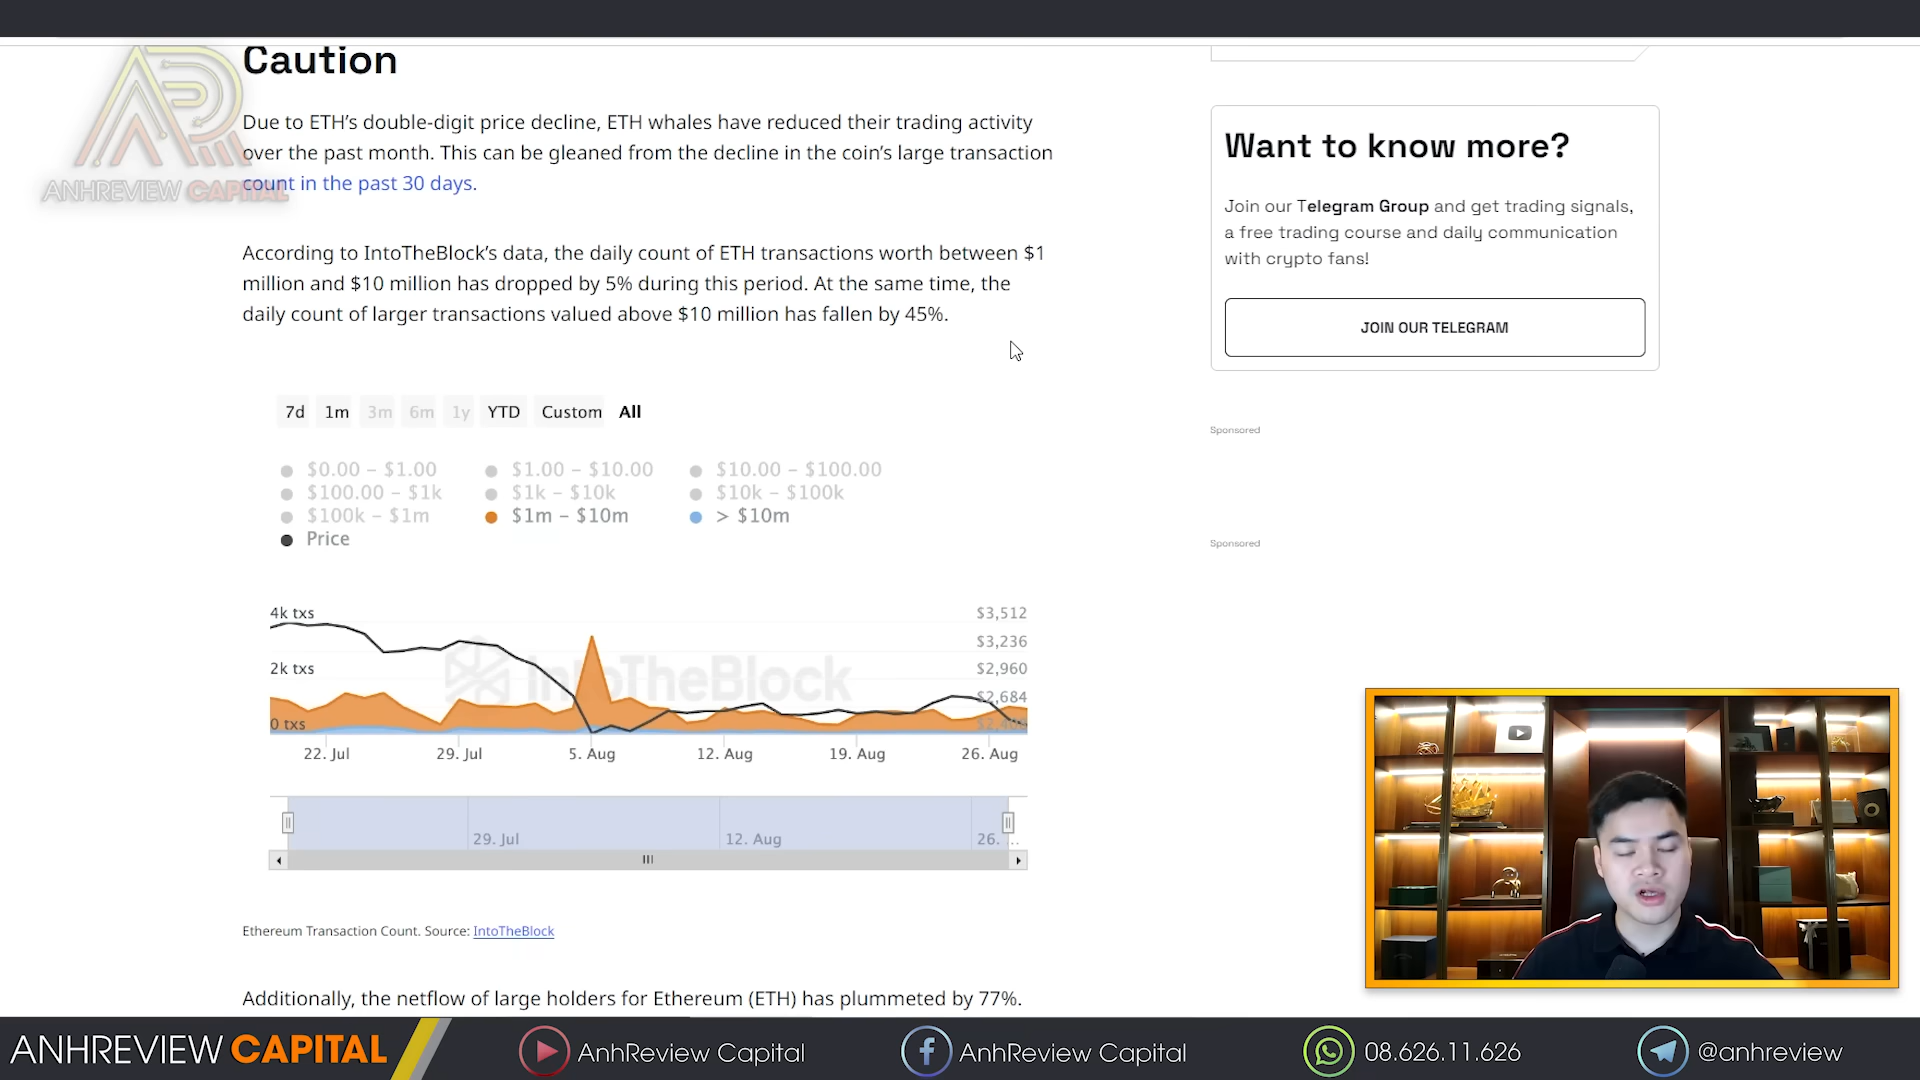 Caution
ANHREVIEW CAPITAL
Due to ETH's double-digit price decline, ETH whales have reduced their trading activity
over the past month. This can be gleaned from the decline in the coin's large transaction
count in the past 30 days.
According to IntoTheBlock's data, the daily count of ETH transactions worth between $1
million and $10 million has dropped by 5% during this period. At the same time, the
daily count of larger transactions valued above $10 million has fallen by 45%.
7d 1m 3m 6m 1y YTD Custom All
$0.00 – $1.00 $1.00 – $10.00 $10.00 – $100.00
$100.00 – $1k $1k – $10k $10k – $100k
$100k – $1m $1m – $10m > $10m
Price
4k txs $3,512
$3,236
2k txs $2,960
IntoTheBlock
$2,684
0 txs
22. Jul 29. Jul 5. Aug 12. Aug 19. Aug 26. Aug
29. Jul 12. Aug 26. ...
Ethereum Transaction Count. Source: IntoTheBlock
Additionally, the netflow of large holders for Ethereum (ETH) has plummeted by 77%.
Want to know more?
Join our Telegram Group and get trading signals,
a free trading course and daily communication
with crypto fans!
JOIN OUR TELEGRAM
Sponsored
Sponsored
ANHREVIEW CAPITAL AnhReview Capital AnhReview Capital 08.626.11.626 @anhreview